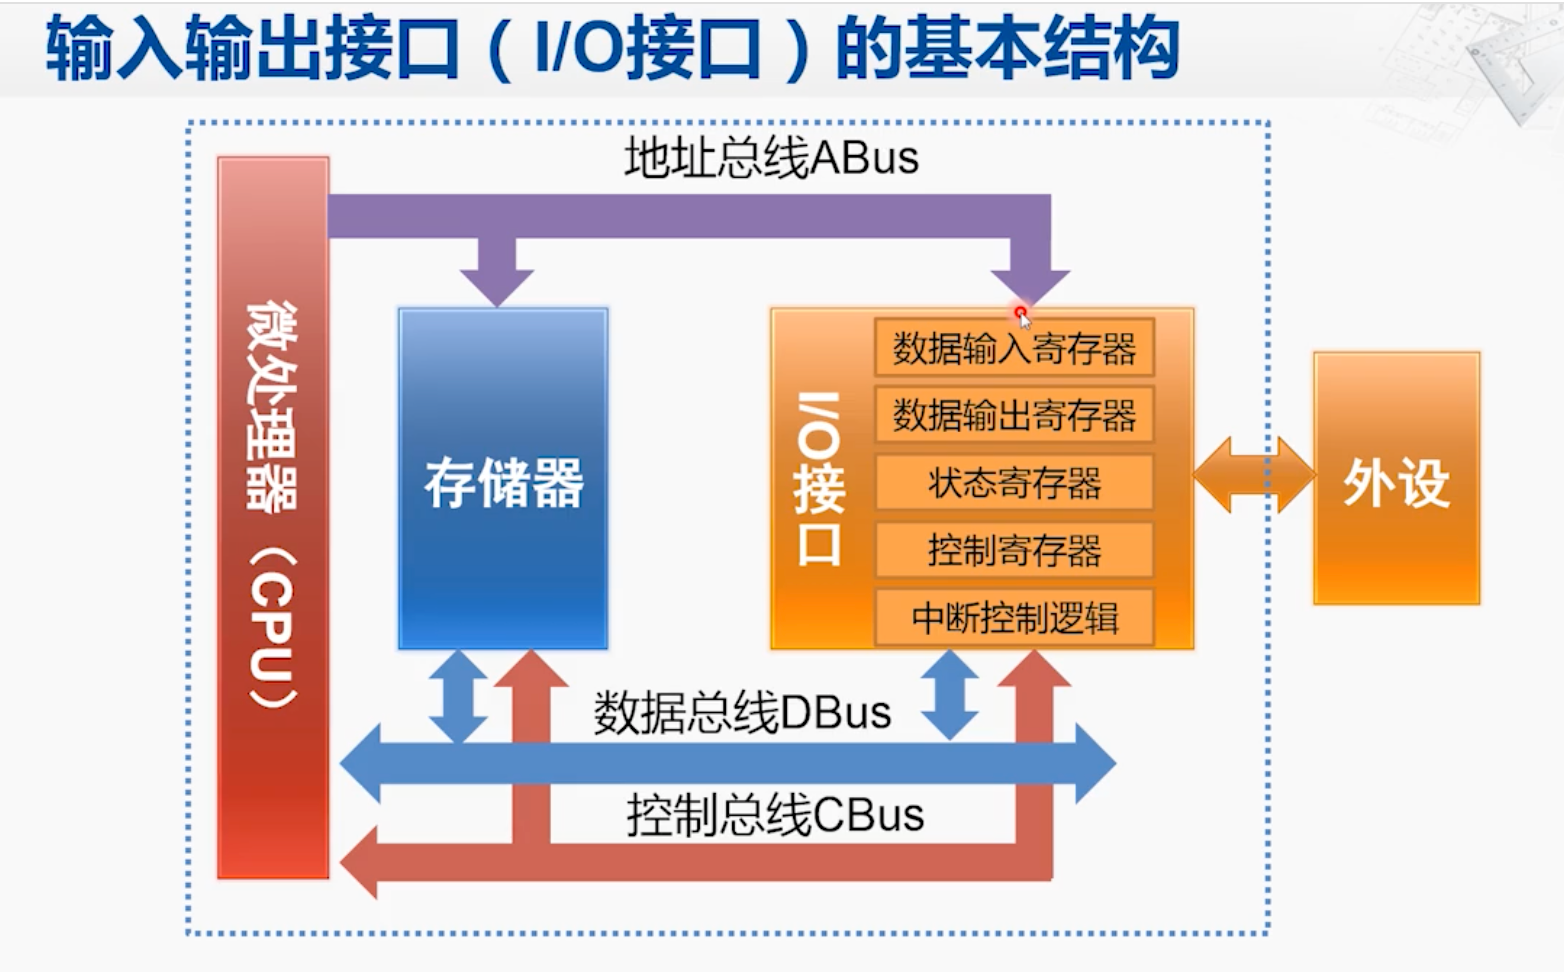 输入输出接口（I/O接口）的基本结构
地址总线ABus
微处理器（CPU）
存储器
I/O接口
数据输入寄存器
数据输出寄存器
状态寄存器
控制寄存器
中断控制逻辑
外设
数据总线DBus
控制总线CBus